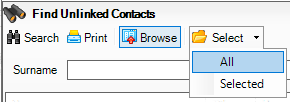 Find Unlinked Contacts
Search Print Browse Select
All
Surname
Selected